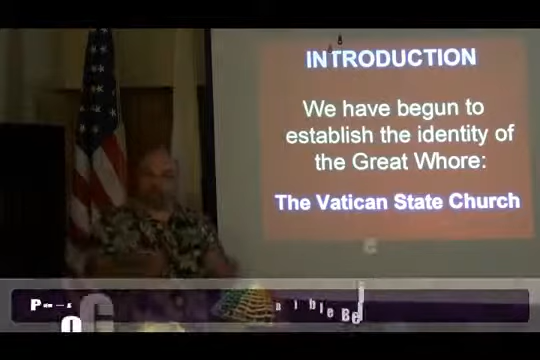 INTRODUCTION
We have begun to
establish the identity of
the Great Whore:
The Vatican State Church